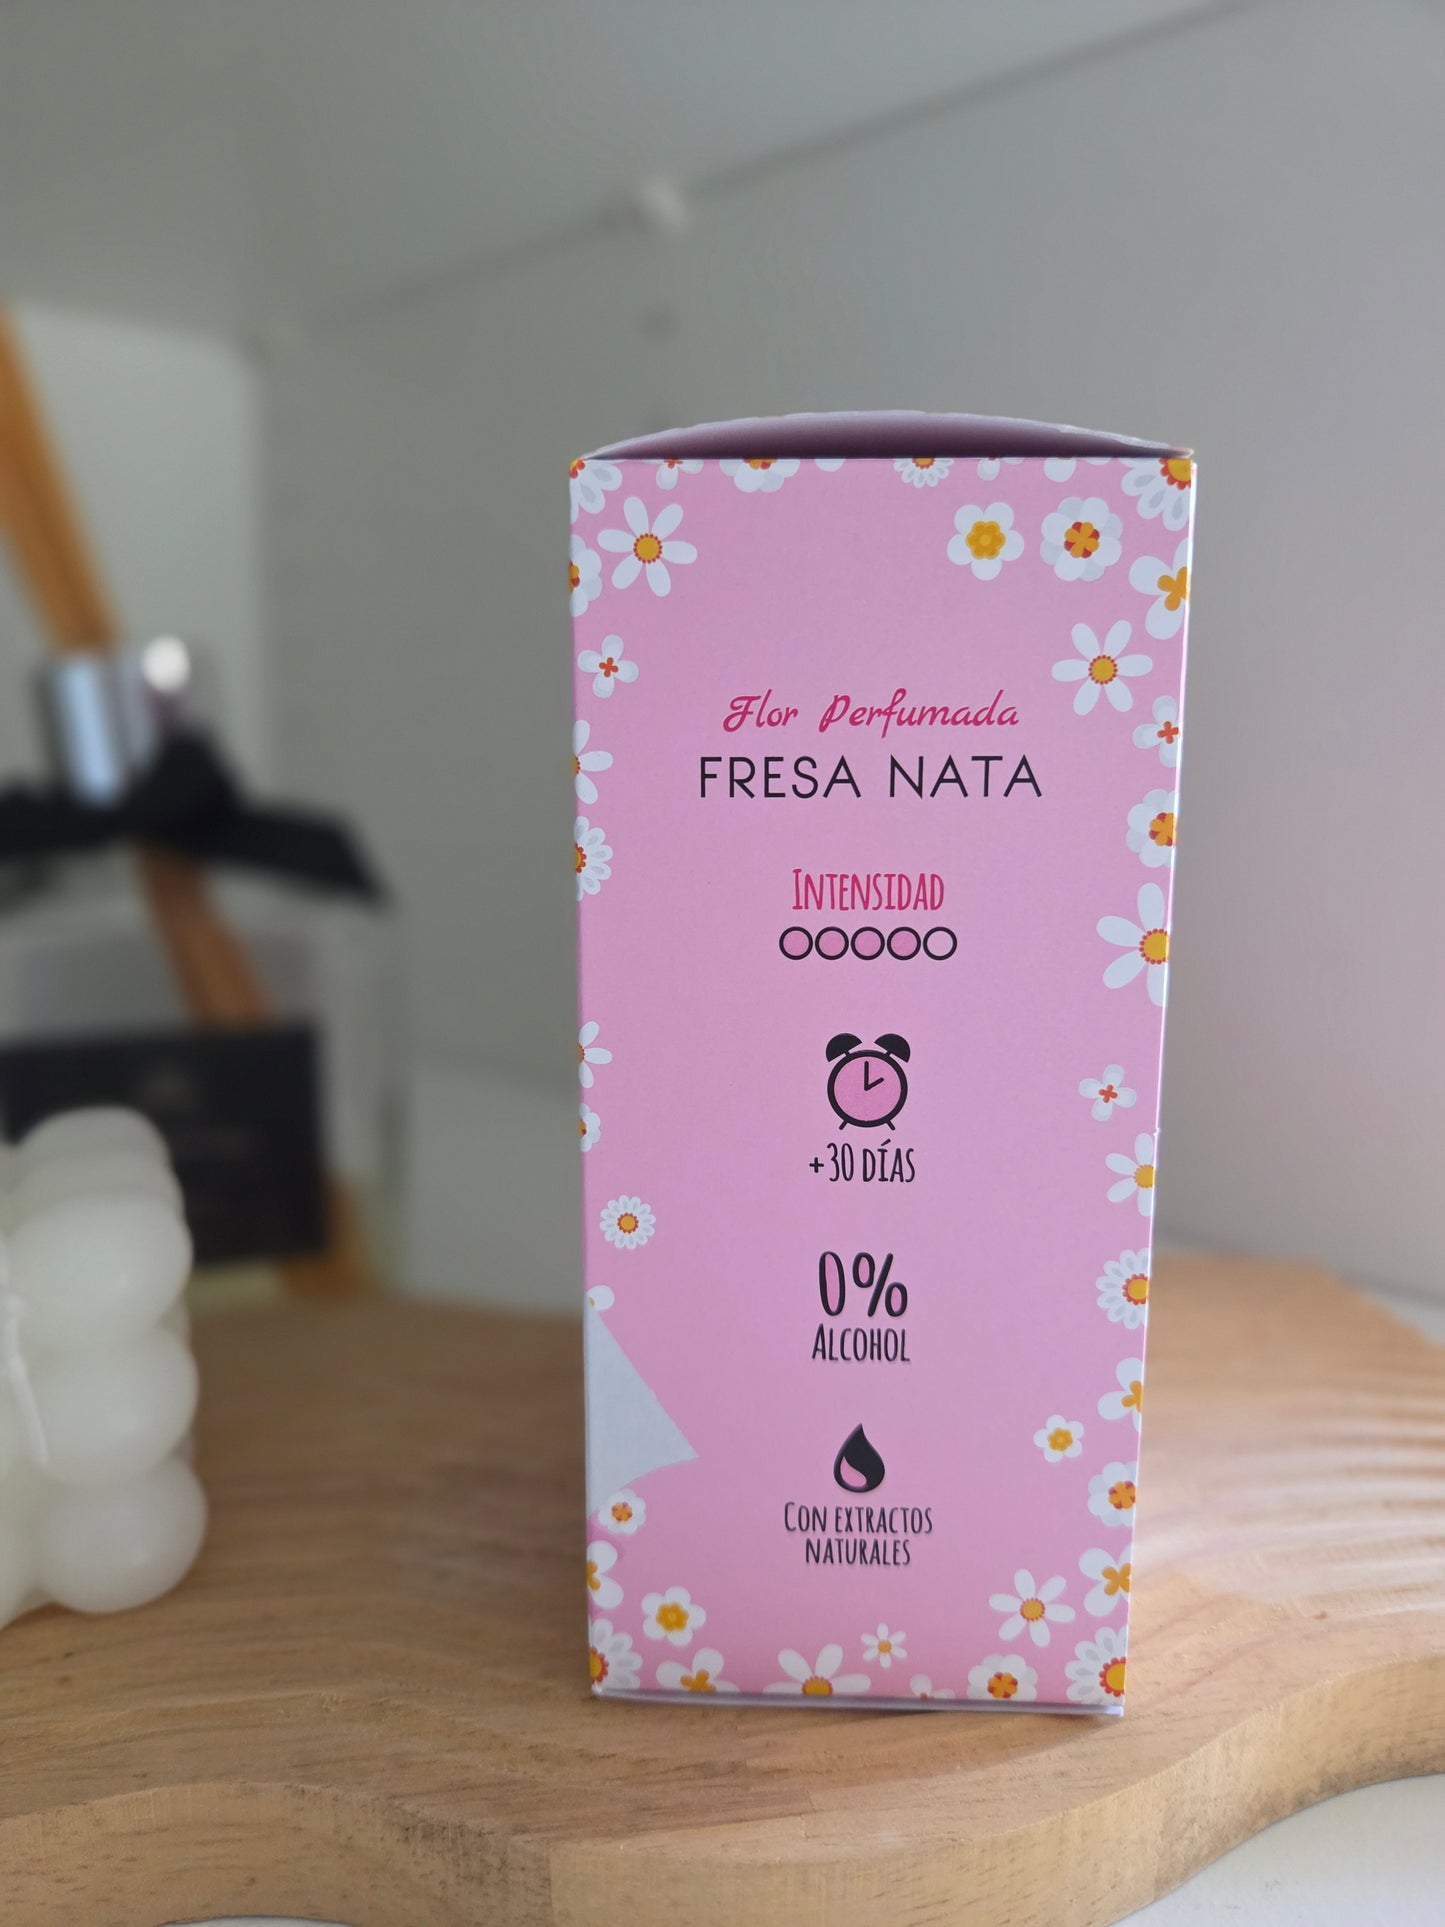 Flor Perfumada
FRESA NATA
INTENSIDAD
+30 DÍAS
0%
ALCOHOL
CON EXTRACTOS
NATURALES